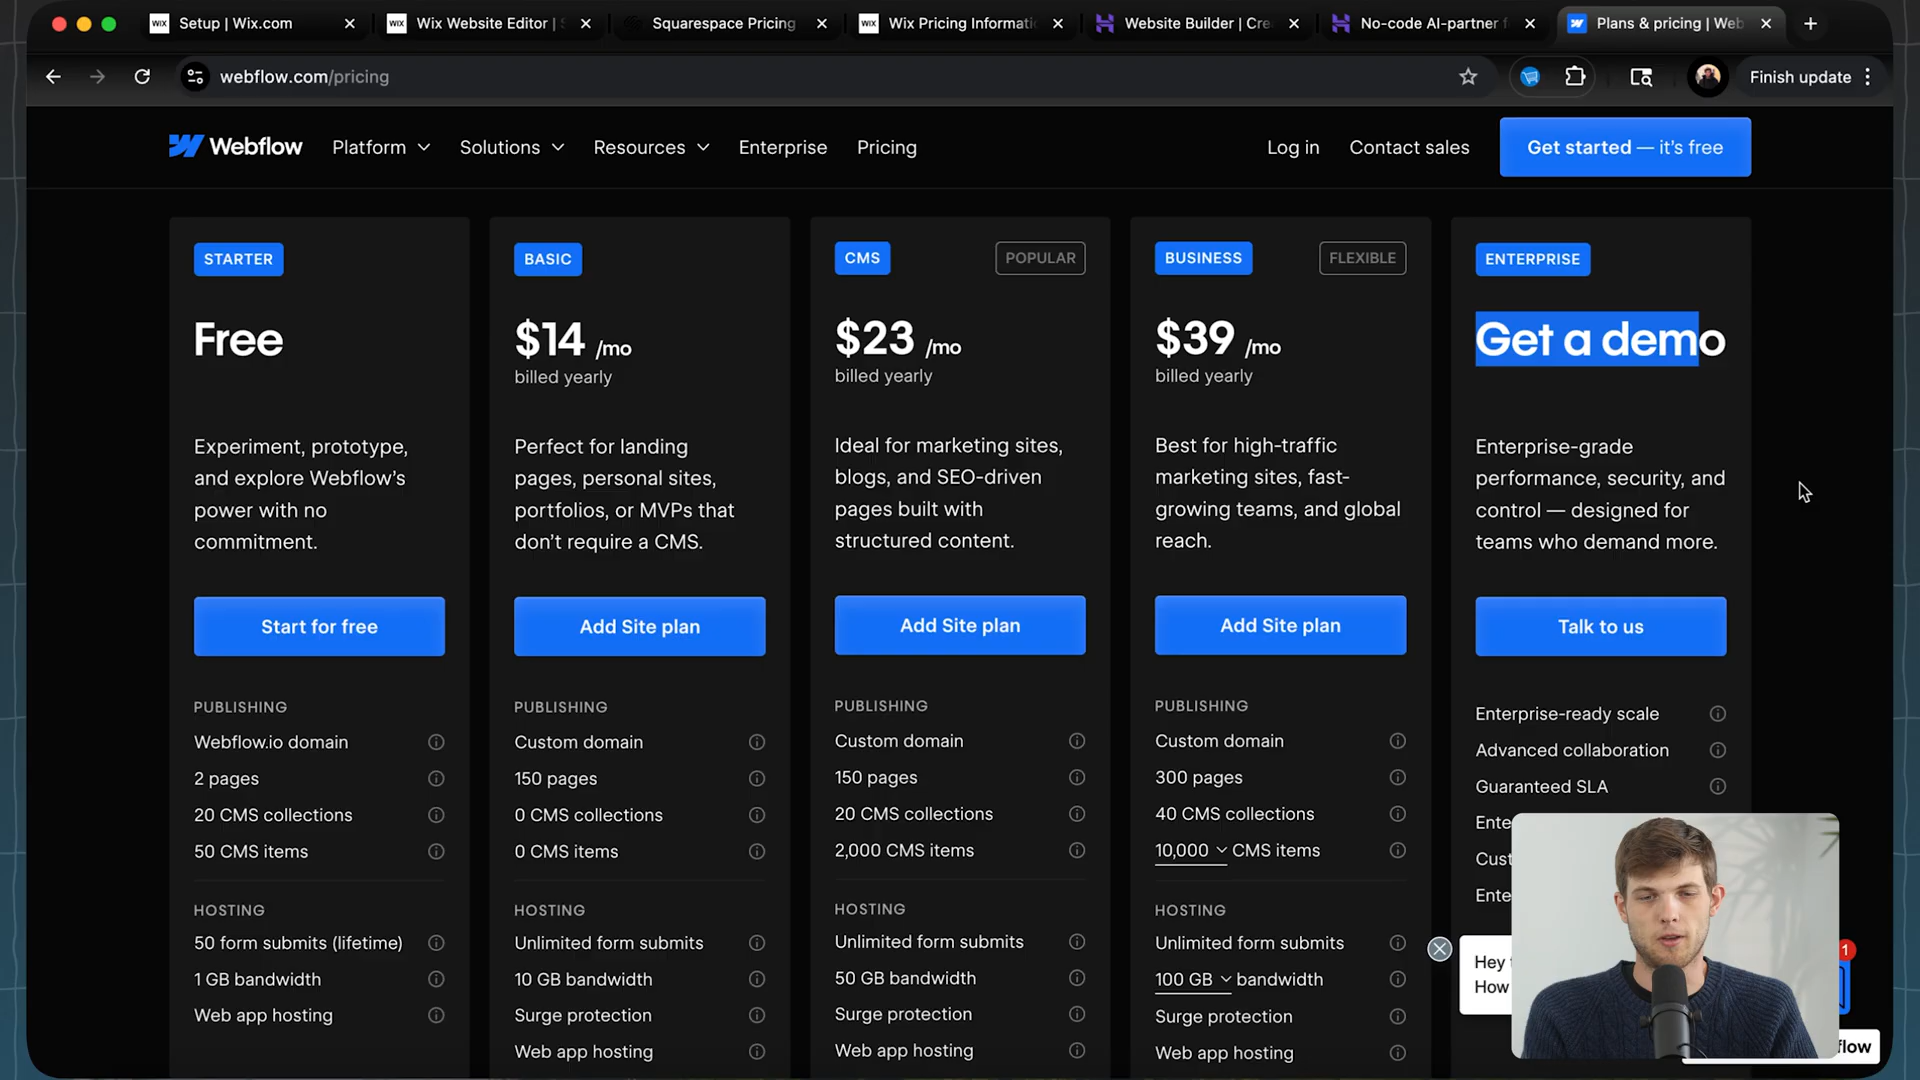 Setup | Wix.com
Wix Website Editor |
Squarespace Pricing
Wix Pricing Informati
Website Builder | Cre
No-code AI-partner f
Plans & pricing | Web
webflow.com/pricing
Finish update
Webflow
Platform
Solutions
Resources
Enterprise
Pricing
Log in
Contact sales
Get started — it's free
STARTER
Free
Experiment, prototype,
and explore Webflow's
power with no
commitment.
Start for free
PUBLISHING
Webflow.io domain
2 pages
20 CMS collections
50 CMS items
HOSTING
50 form submits (lifetime)
1 GB bandwidth
Web app hosting
BASIC
$14 /mo
billed yearly
Perfect for landing
pages, personal sites,
portfolios, or MVPs that
don't require a CMS.
Add Site plan
PUBLISHING
Custom domain
150 pages
0 CMS collections
0 CMS items
HOSTING
Unlimited form submits
10 GB bandwidth
Surge protection
Web app hosting
CMS
POPULAR
$23 /mo
billed yearly
Ideal for marketing sites,
blogs, and SEO-driven
pages built with
structured content.
Add Site plan
PUBLISHING
Custom domain
150 pages
20 CMS collections
2,000 CMS items
HOSTING
Unlimited form submits
50 GB bandwidth
Surge protection
Web app hosting
BUSINESS
FLEXIBLE
$39 /mo
billed yearly
Best for high-traffic
marketing sites, fast-
growing teams, and global
reach.
Add Site plan
PUBLISHING
Custom domain
300 pages
40 CMS collections
10,000 CMS items
HOSTING
Unlimited form submits
100 GB bandwidth
Surge protection
Web app hosting
ENTERPRISE
Get a demo
Enterprise-grade
performance, security, and
control — designed for
teams who demand more.
Talk to us
Enterprise-ready scale
Advanced collaboration
Guaranteed SLA
Ente
Cust
Ente
Hey
How
1
flow